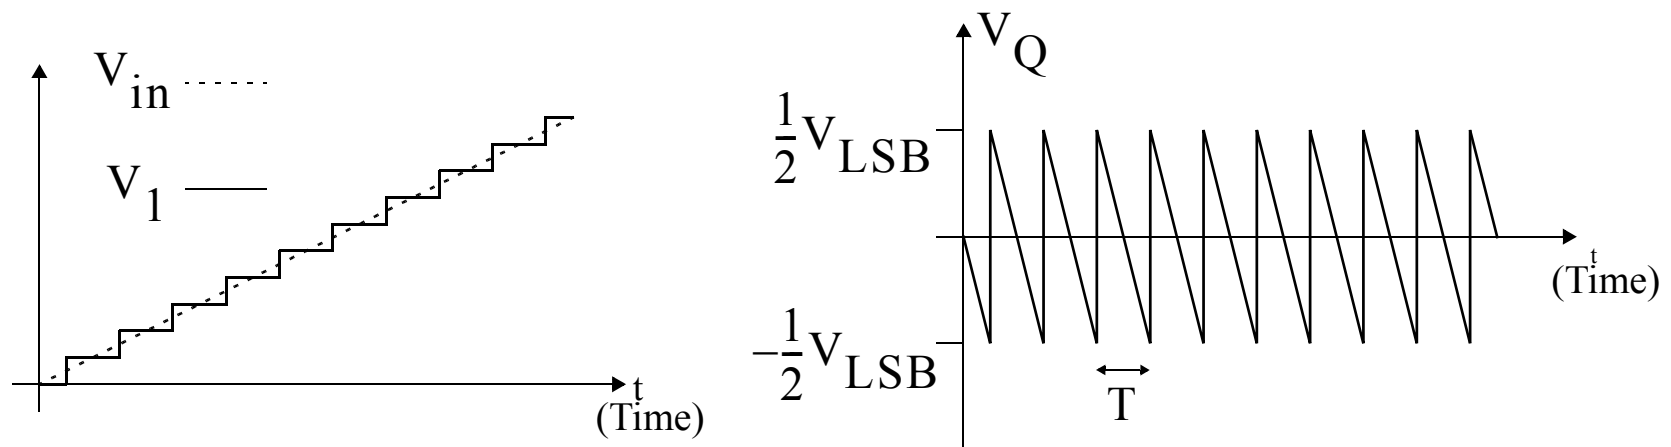 V_in
V_1
t
(Time)
V_Q
1/2 V_LSB
-1/2 V_LSB
T
t
(Time)